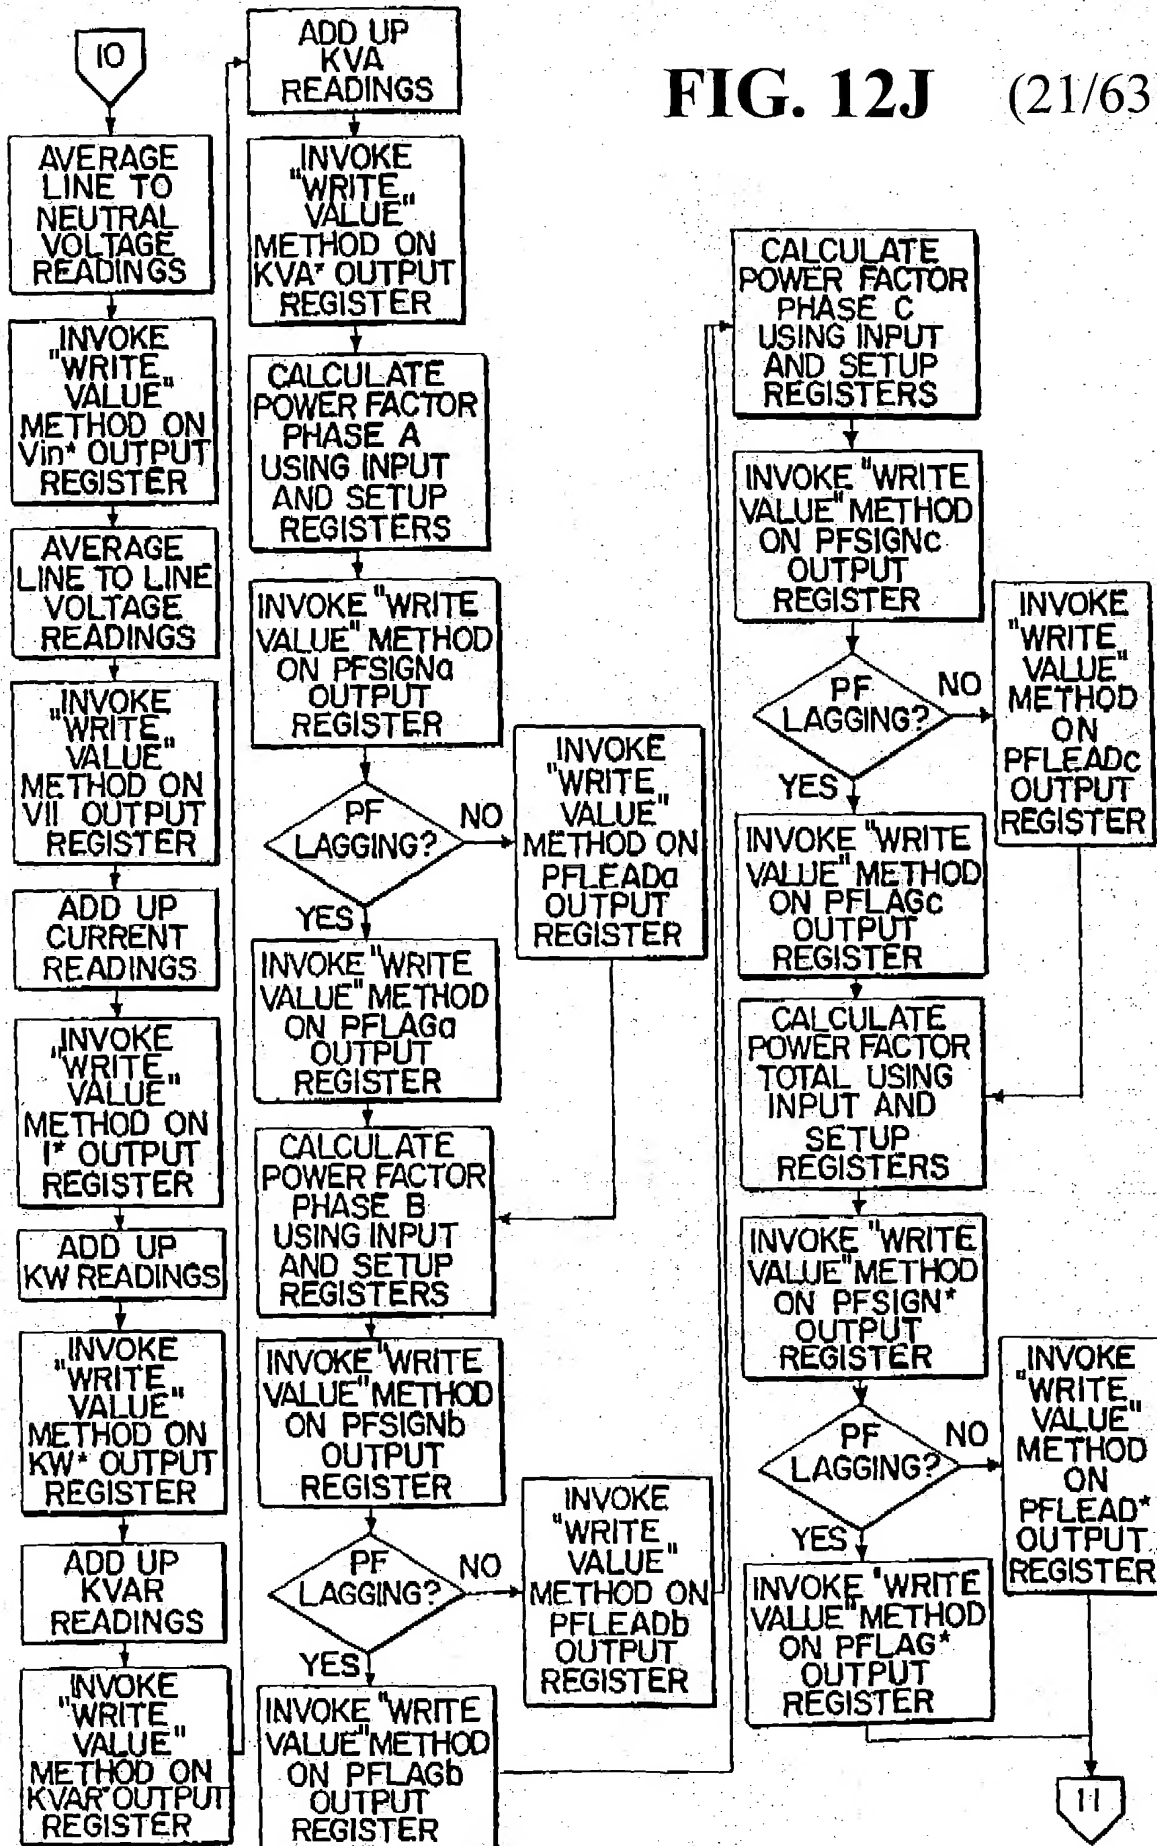 FIG. 12J (21/63
10
AVERAGE
LINE TO
NEUTRAL
VOLTAGE
READINGS
INVOKE
"WRITE
VALUE"
METHOD ON
Vin* OUTPUT
REGISTER
AVERAGE
LINE TO LINE
VOLTAGE
READINGS
INVOKE
"WRITE
VALUE"
METHOD ON
VII OUTPUT
REGISTER
ADD UP
CURRENT
READINGS
INVOKE
"WRITE
VALUE"
METHOD ON
I* OUTPUT
REGISTER
ADD UP
KW READINGS
INVOKE
"WRITE
VALUE"
METHOD ON
KW* OUTPUT
REGISTER
ADD UP
KVAR
READINGS
INVOKE
"WRITE
VALUE"
METHOD ON
KVAR* OUTPUT
REGISTER
ADD UP
KVA
READINGS
INVOKE
"WRITE
VALUE"
METHOD ON
KVA* OUTPUT
REGISTER
CALCULATE
POWER FACTOR
PHASE A
USING INPUT
AND SETUP
REGISTERS
INVOKE "WRITE
VALUE" METHOD
ON PFSIGNa
OUTPUT
REGISTER
PF
LAGGING?
NO
YES
INVOKE
"WRITE
VALUE"
METHOD ON
PFLEADa
OUTPUT
REGISTER
INVOKE "WRITE
VALUE" METHOD
ON PFLAGa
OUTPUT
REGISTER
CALCULATE
POWER FACTOR
PHASE B
USING INPUT
AND SETUP
REGISTERS
INVOKE "WRITE
VALUE" METHOD
ON PFSIGNb
OUTPUT
REGISTER
PF
LAGGING?
NO
YES
INVOKE
"WRITE
VALUE"
METHOD ON
PFLEADb
OUTPUT
REGISTER
INVOKE "WRITE
VALUE" METHOD
ON PFLAGb
OUTPUT
REGISTER
CALCULATE
POWER FACTOR
PHASE C
USING INPUT
AND SETUP
REGISTERS
INVOKE "WRITE
VALUE" METHOD
ON PFSIGNc
OUTPUT
REGISTER
PF
LAGGING?
NO
YES
INVOKE
"WRITE
VALUE"
METHOD
ON
PFLEADc
OUTPUT
REGISTER
INVOKE "WRITE
VALUE" METHOD
ON PFLAGc
OUTPUT
REGISTER
CALCULATE
POWER FACTOR
TOTAL USING
INPUT AND
SETUP
REGISTERS
INVOKE "WRITE
VALUE" METHOD
ON PFSIGN*
OUTPUT
REGISTER
PF
LAGGING?
NO
YES
INVOKE
"WRITE
VALUE"
METHOD
ON
PFLEAD*
OUTPUT
REGISTER
INVOKE "WRITE
VALUE" METHOD
ON PFLAG*
OUTPUT
REGISTER
11